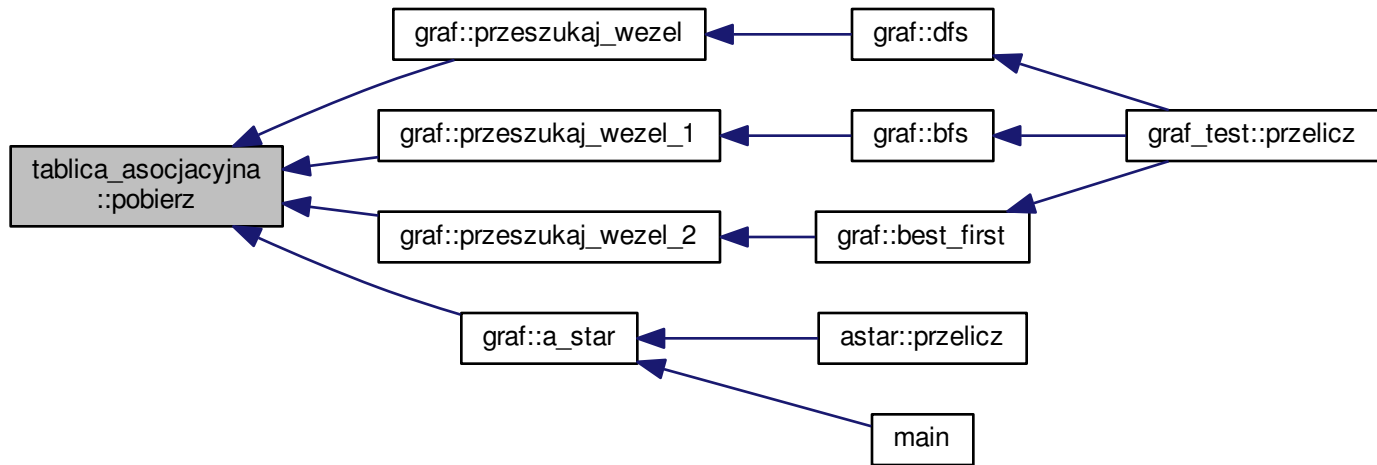 tablica_asocjacyjna
::pobierz
graf::przeszukaj_wezel
graf::dfs
graf::przeszukaj_wezel_1
graf::bfs
graf_test::przelicz
graf::przeszukaj_wezel_2
graf::best_first
graf::a_star
astar::przelicz
main